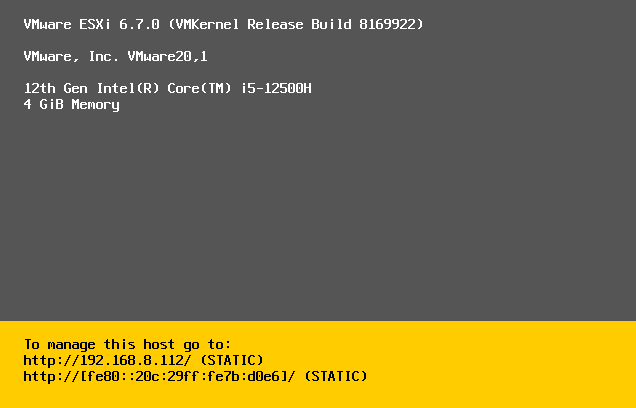 VMware ESXi 6.7.0 (VMKernel Release Build 8169922)
VMware, Inc. VMware20,1
12th Gen Intel(R) Core(TM) i5-12500H
4 GiB Memory
To manage this host go to:
http://192.168.8.112/ (STATIC)
http://[fe80::20c:29ff:fe7b:d0e6]/ (STATIC)